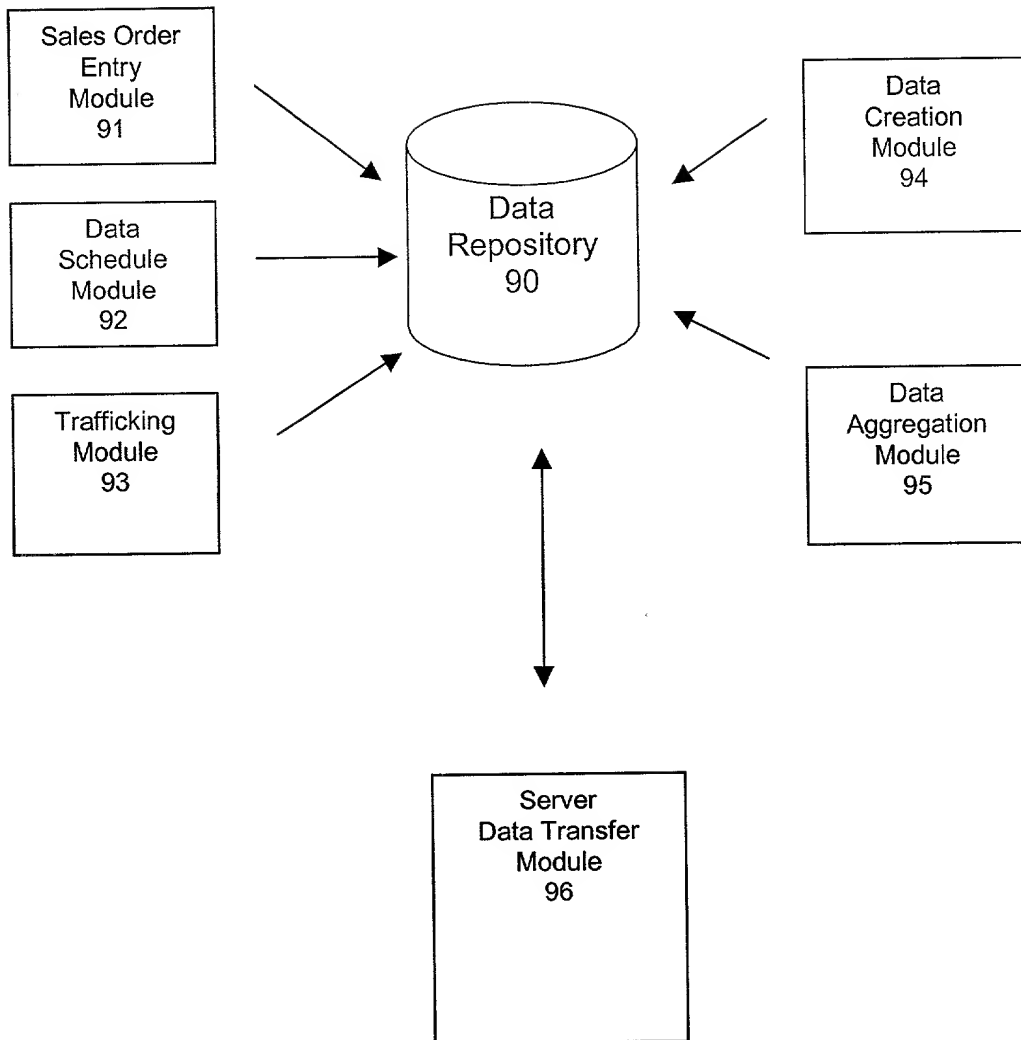 Sales Order
Entry
Module
91
Data
Schedule
Module
92
Trafficking
Module
93
Data
Repository
90
Data
Creation
Module
94
Data
Aggregation
Module
95
Server
Data Transfer
Module
96